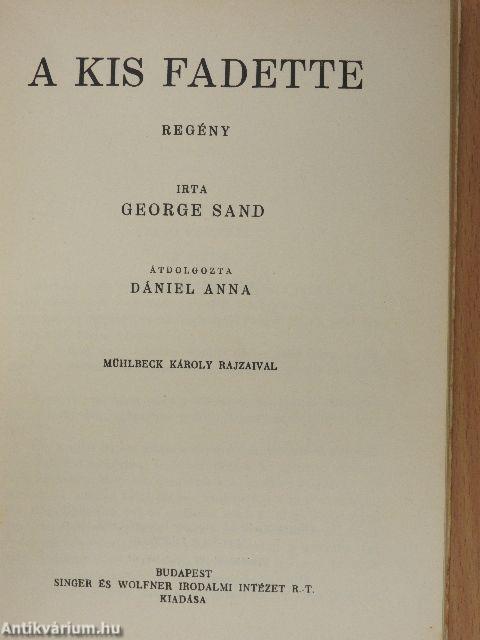 A KIS FADETTE
REGÉNY
IRTA
GEORGE SAND
ÁTDOLGOZTA
DÁNIEL ANNA
MÜHLBECK KÁROLY RAJZAIVAL
BUDAPEST
SINGER ÉS WOLFNER IRODALMI INTÉZET R.-T.
KIADÁSA
Antikvárium.hu